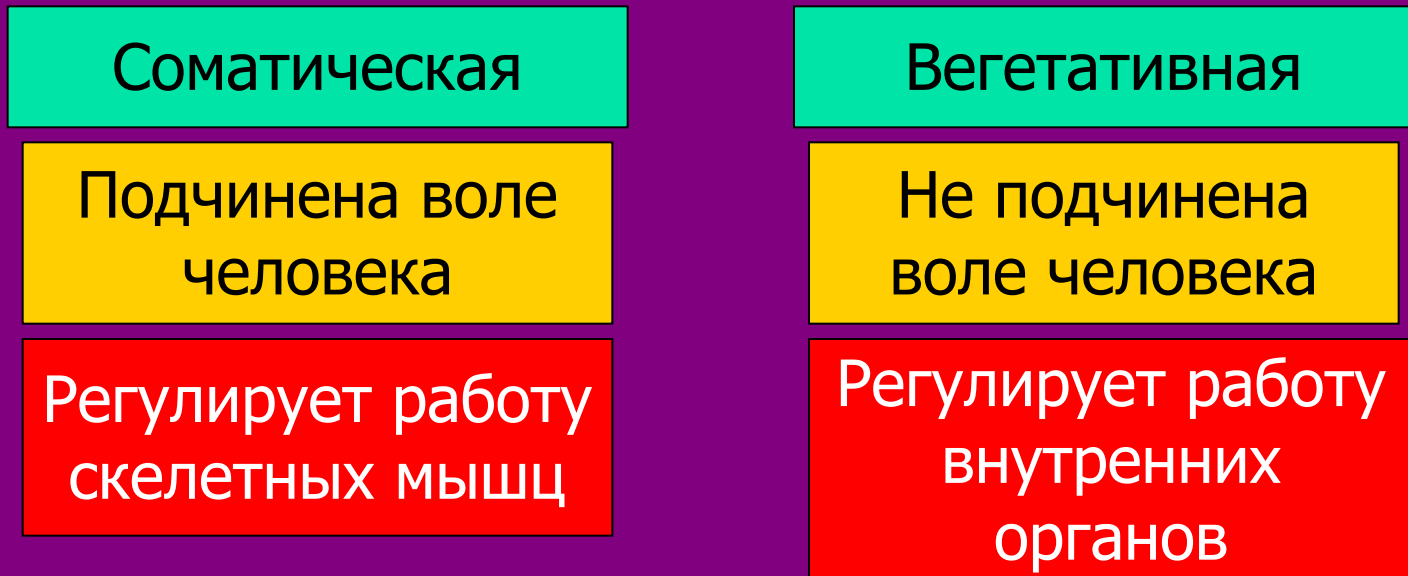 Соматическая
Подчинена воле
человека
Регулирует работу
скелетных мышц
Вегетативная
Не подчинена
воле человека
Регулирует работу
внутренних
органов